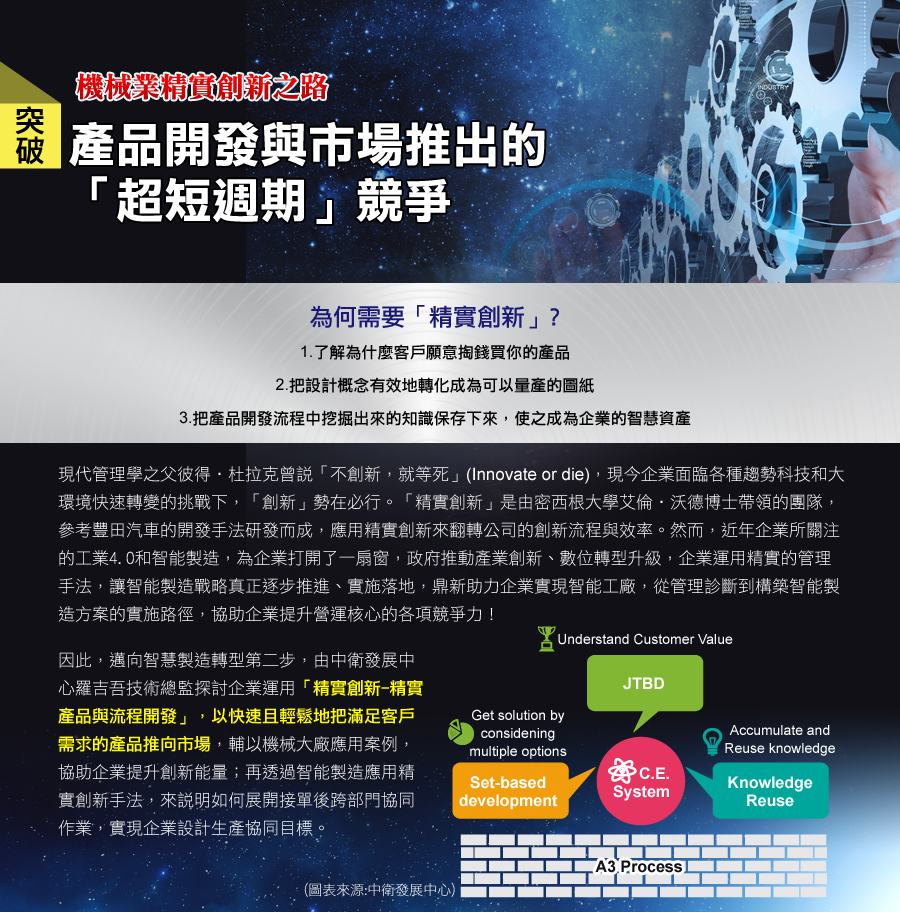 機械業精實創新之路
突破
產品開發與市場推出的
「超短週期」競爭
INDUSTRY
為何需要「精實創新」?
1.了解為什麼客戶願意掏錢買你的產品
2.把設計概念有效地轉化成為可以量產的圖紙
3.把產品開發流程中挖掘出來的知識保存下來，使之成為企業的智慧資產
現代管理學之父彼得・杜拉克曾說「不創新，就等死」(Innovate or die)，現今企業面臨各種趨勢科技和大
環境快速轉變的挑戰下，「創新」勢在必行。「精實創新」是由密西根大學艾倫・沃德博士帶領的團隊，
參考豐田汽車的開發手法研發而成，應用精實創新來翻轉公司的創新流程與效率。然而，近年企業所關注
的工業4.0和智能製造，為企業打開了一扇窗，政府推動產業創新、數位轉型升級，企業運用精實的管理
手法，讓智能製造戰略真正逐步推進、實施落地，鼎新助力企業實現智能工廠，從管理診斷到構築智能製
造方案的實施路徑，協助企業提升營運核心的各項競爭力！
因此，邁向智慧製造轉型第二步，由中衛發展中
心羅吉吾技術總監探討企業運用「精實創新-精實
產品與流程開發」，以快速且輕鬆地把滿足客戶
需求的產品推向市場，輔以機械大廠應用案例，
協助企業提升創新能量；再透過智能製造應用精
實創新手法，來說明如何展開接單後跨部門協同
作業，實現企業設計生產協同目標。
Understand Customer Value
JTBD
Get solution by
considening
multiple options
Set-based
development
C.E.
System
Accumulate and
Reuse knowledge
Knowledge
Reuse
A3 Process
(圖表來源:中衛發展中心)